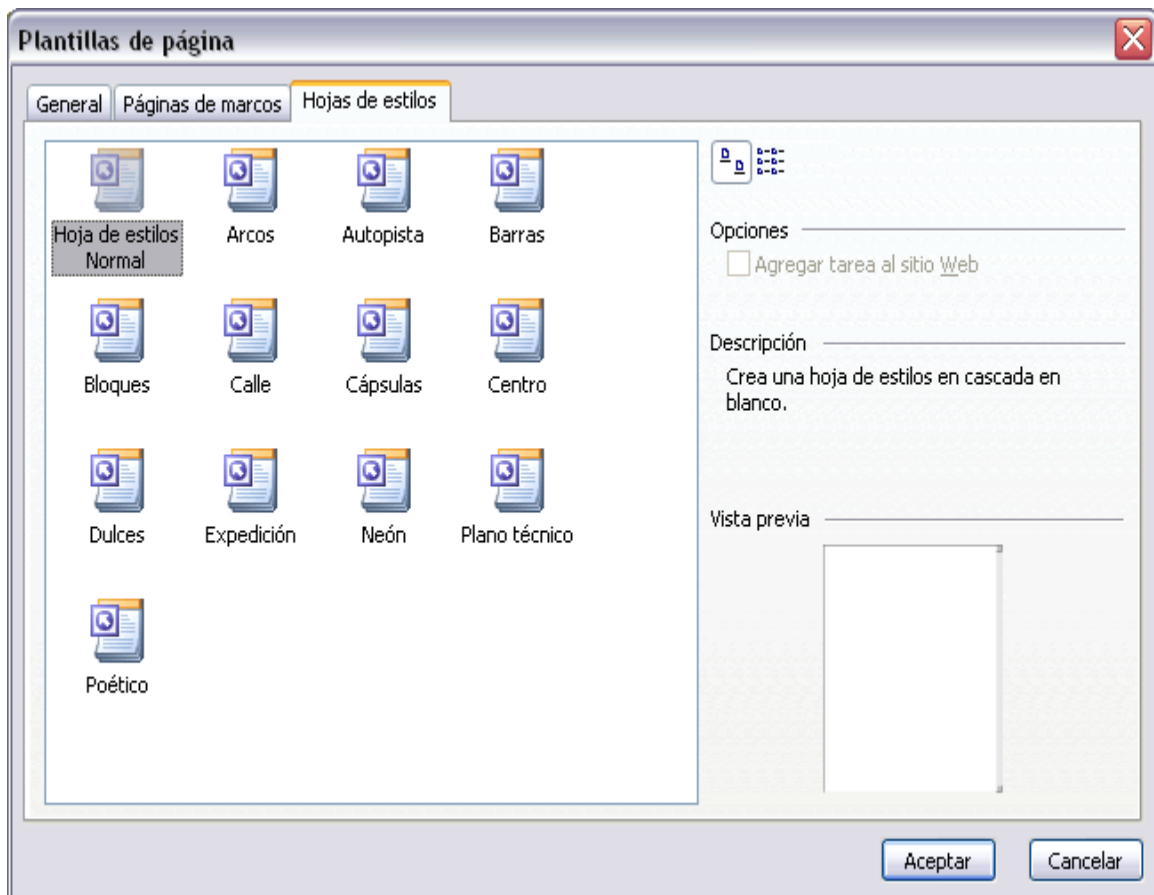 Plantillas de página
General Páginas de marcos Hojas de estilos
Hoja de estilos
Normal
Arcos
Autopista
Barras
Bloques
Calle
Cápsulas
Centro
Dulces
Expedición
Neón
Plano técnico
Poético
Opciones
Agregar tarea al sitio Web
Descripción
Crea una hoja de estilos en cascada en
blanco.
Vista previa
Aceptar
Cancelar